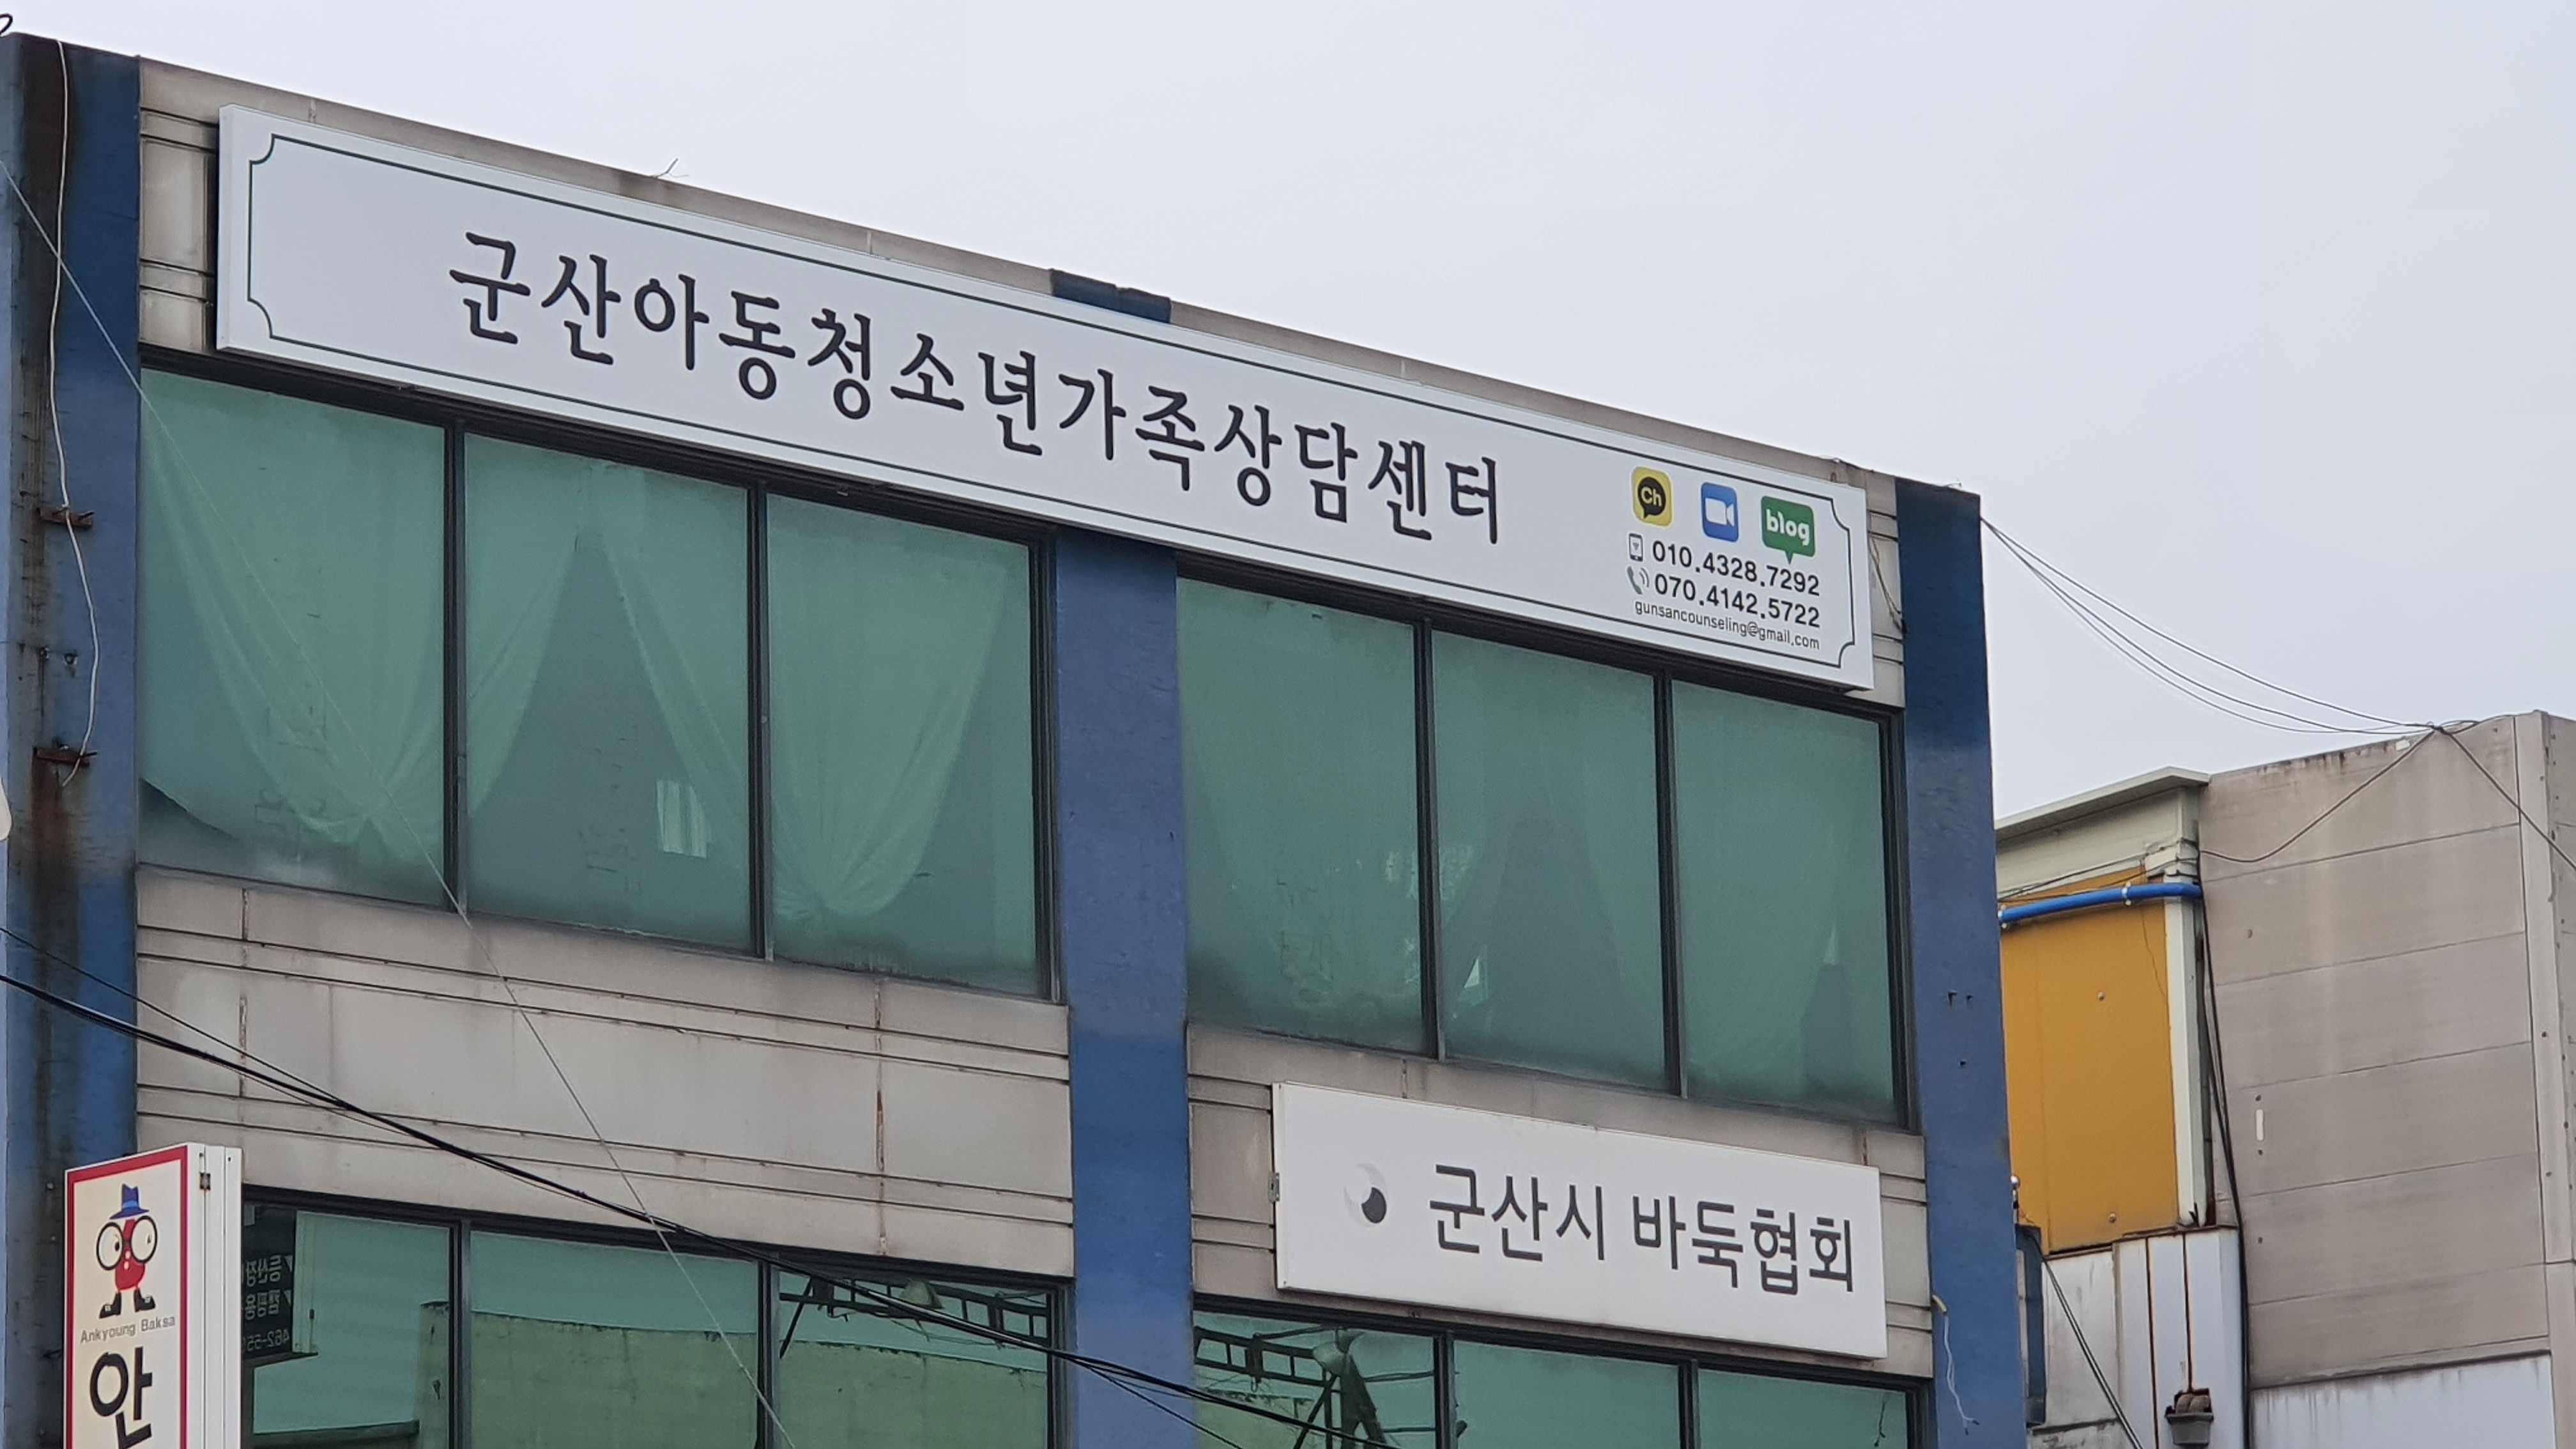 군산아동청소년가족상담센터
Ch
blog
010.4328.7292
070.4142.5722
gunsancounseling@gmail.com
군산시 바둑협회
Ankyoung Baksa
안